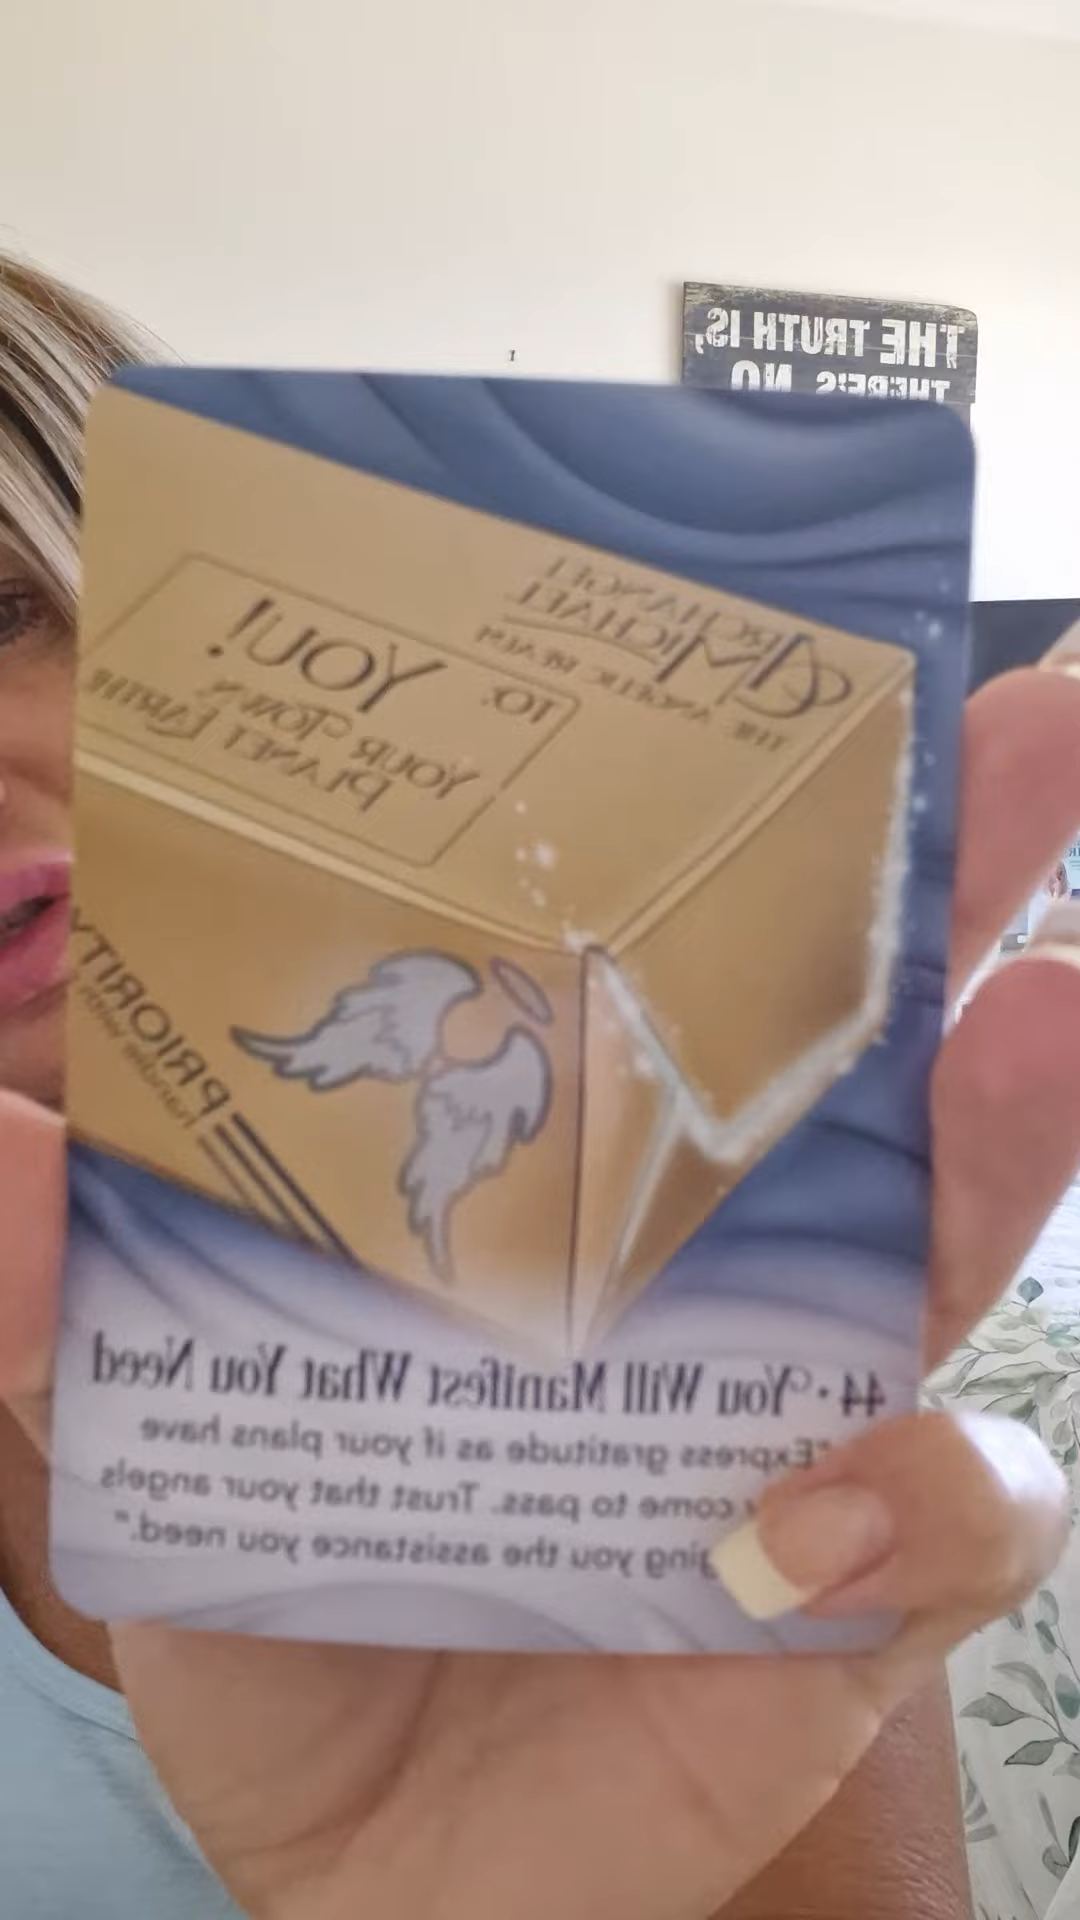 THE TRUTH IS,
THERE'S NO
ARCHANGEL
MICHAEL
THE ANGELIC REALM
TO:
YOU!
YOUR TOWN
PLANET EARTH
PRIORITY
44 · You Will Manifest What You Need
"Express gratitude as if your plans have
come to pass. Trust that your angels
you the assistance you need."